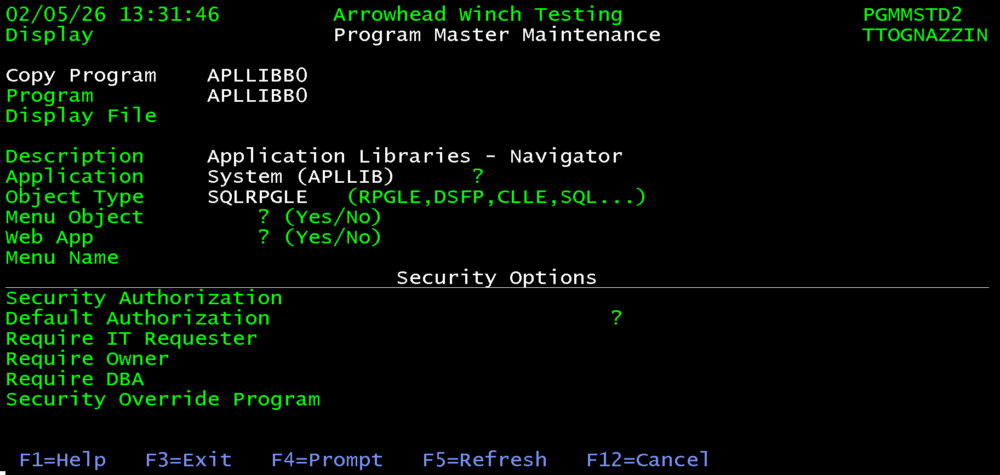 02/05/26 13:31:46 Arrowhead Winch Testing PGMMSTD2
Display Program Master Maintenance TTOGNAZZIN
Copy Program APLLIBBO
Program APLLIBBO
Display File
Description Application Libraries - Navigator
Application System (APLLIB) ?
Object Type SQLRPGLE (RPGLE,DSFP,CLLE,SQL...)
Menu Object ? (Yes/No)
Web App ? (Yes/No)
Menu Name
Security Options
Security Authorization
Default Authorization ?
Require IT Requester
Require Owner
Require DBA
Security Override Program
F1=Help F3=Exit F4=Prompt F5=Refresh F12=Cancel